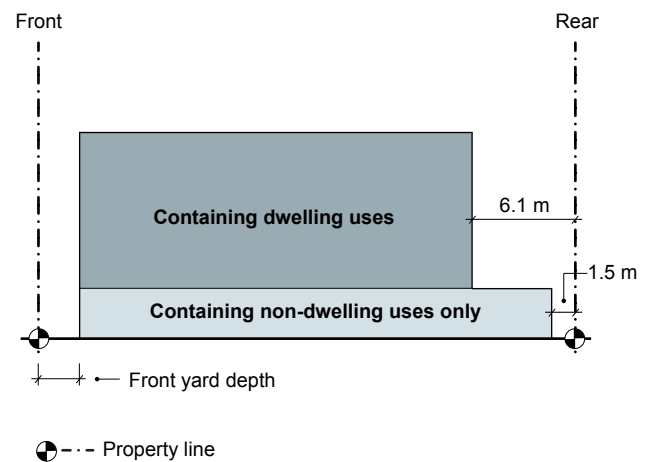 Front
Rear
6.1 m
Containing dwelling uses
1.5 m
Containing non-dwelling uses only
Front yard depth
Property line